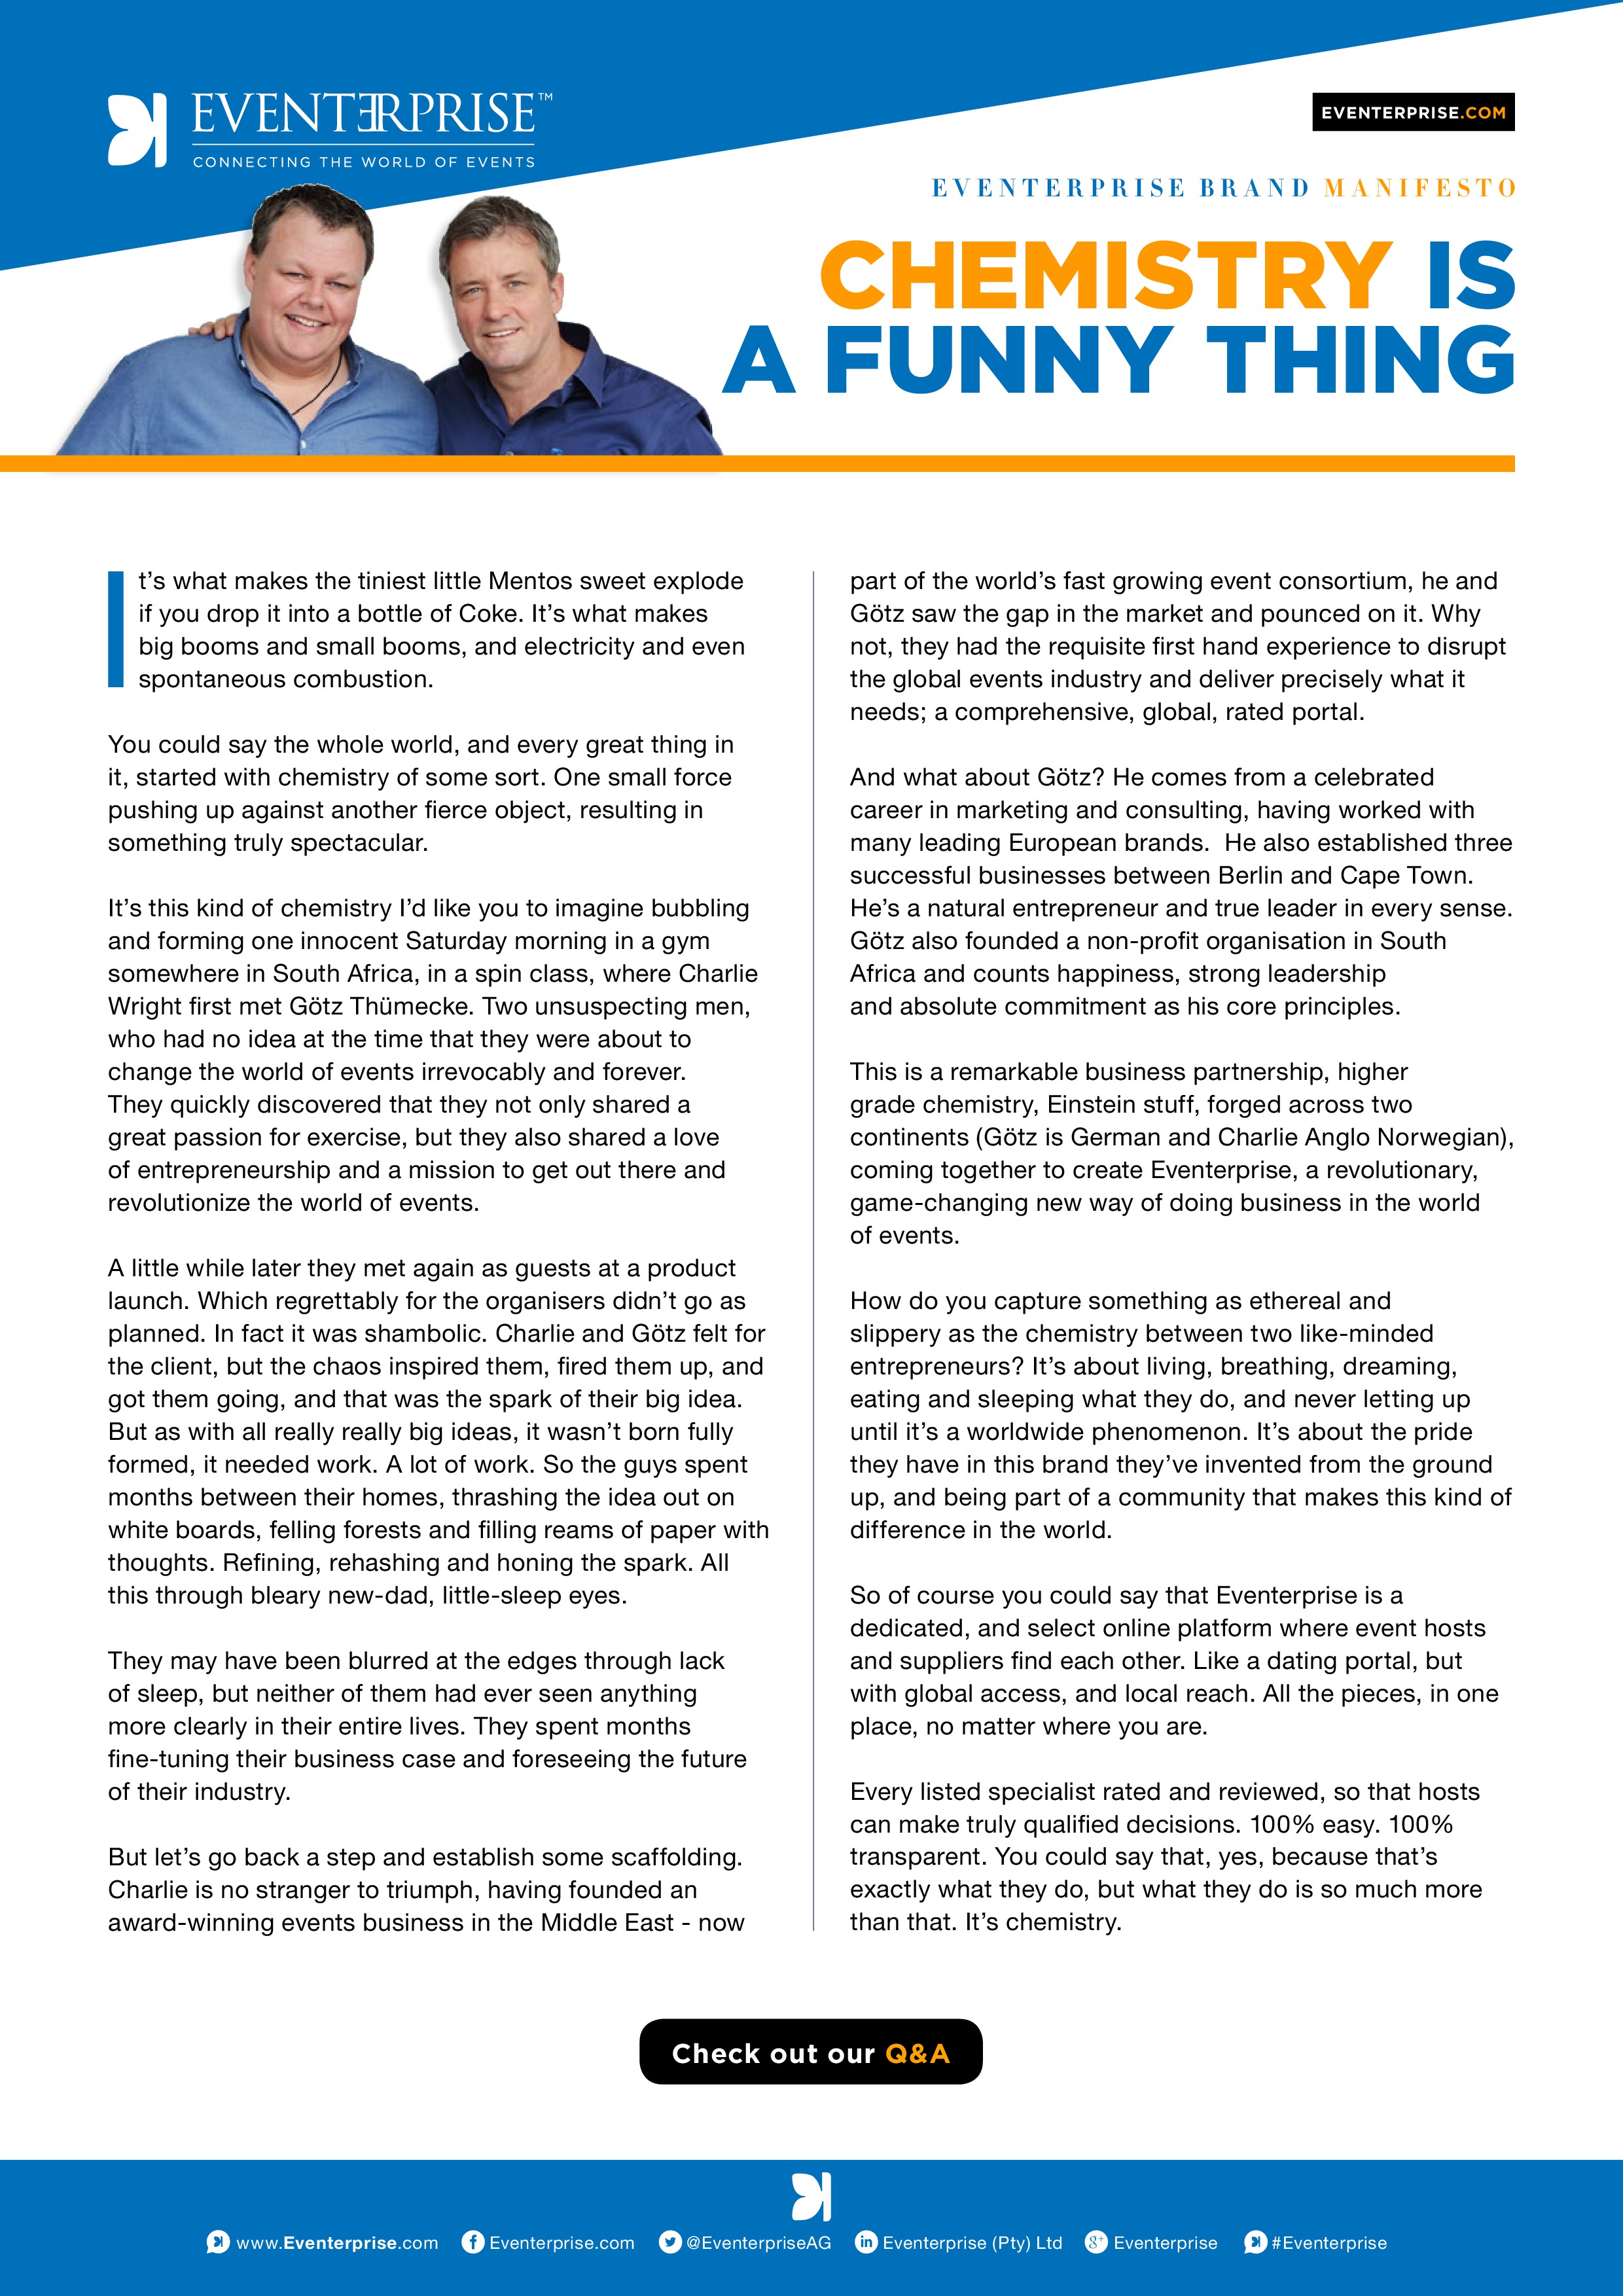 EVENTERPRISE™
CONNECTING THE WORLD OF EVENTS
EVENTERPRISE.COM
EVENTERPRISE BRAND MANIFESTO
CHEMISTRY IS
A FUNNY THING
It’s what makes the tiniest little Mentos sweet explode
if you drop it into a bottle of Coke. It’s what makes
big booms and small booms, and electricity and even
spontaneous combustion.
You could say the whole world, and every great thing in
it, started with chemistry of some sort. One small force
pushing up against another fierce object, resulting in
something truly spectacular.
It’s this kind of chemistry I’d like you to imagine bubbling
and forming one innocent Saturday morning in a gym
somewhere in South Africa, in a spin class, where Charlie
Wright first met Götz Thümecke. Two unsuspecting men,
who had no idea at the time that they were about to
change the world of events irrevocably and forever.
They quickly discovered that they not only shared a
great passion for exercise, but they also shared a love
of entrepreneurship and a mission to get out there and
revolutionize the world of events.
A little while later they met again as guests at a product
launch. Which regrettably for the organisers didn’t go as
planned. In fact it was shambolic. Charlie and Götz felt for
the client, but the chaos inspired them, fired them up, and
got them going, and that was the spark of their big idea.
But as with all really really big ideas, it wasn’t born fully
formed, it needed work. A lot of work. So the guys spent
months between their homes, thrashing the idea out on
white boards, felling forests and filling reams of paper with
thoughts. Refining, rehashing and honing the spark. All
this through bleary new-dad, little-sleep eyes.
They may have been blurred at the edges through lack
of sleep, but neither of them had ever seen anything
more clearly in their entire lives. They spent months
fine-tuning their business case and foreseeing the future
of their industry.
But let’s go back a step and establish some scaffolding.
Charlie is no stranger to triumph, having founded an
award-winning events business in the Middle East - now
part of the world’s fast growing event consortium, he and
Götz saw the gap in the market and pounced on it. Why
not, they had the requisite first hand experience to disrupt
the global events industry and deliver precisely what it
needs; a comprehensive, global, rated portal.
And what about Götz? He comes from a celebrated
career in marketing and consulting, having worked with
many leading European brands.  He also established three
successful businesses between Berlin and Cape Town.
He’s a natural entrepreneur and true leader in every sense.
Götz also founded a non-profit organisation in South
Africa and counts happiness, strong leadership
and absolute commitment as his core principles.
This is a remarkable business partnership, higher
grade chemistry, Einstein stuff, forged across two
continents (Götz is German and Charlie Anglo Norwegian),
coming together to create Eventerprise, a revolutionary,
game-changing new way of doing business in the world
of events.
How do you capture something as ethereal and
slippery as the chemistry between two like-minded
entrepreneurs? It’s about living, breathing, dreaming,
eating and sleeping what they do, and never letting up
until it’s a worldwide phenomenon. It’s about the pride
they have in this brand they’ve invented from the ground
up, and being part of a community that makes this kind of
difference in the world.
So of course you could say that Eventerprise is a
dedicated, and select online platform where event hosts
and suppliers find each other. Like a dating portal, but
with global access, and local reach. All the pieces, in one
place, no matter where you are.
Every listed specialist rated and reviewed, so that hosts
can make truly qualified decisions. 100% easy. 100%
transparent. You could say that, yes, because that’s
exactly what they do, but what they do is so much more
than that. It’s chemistry.
Check out our Q&A
www.Eventerprise.com f Eventerprise.com @EventerpriseAG in Eventerprise (Pty) Ltd g+ Eventerprise #Eventerprise